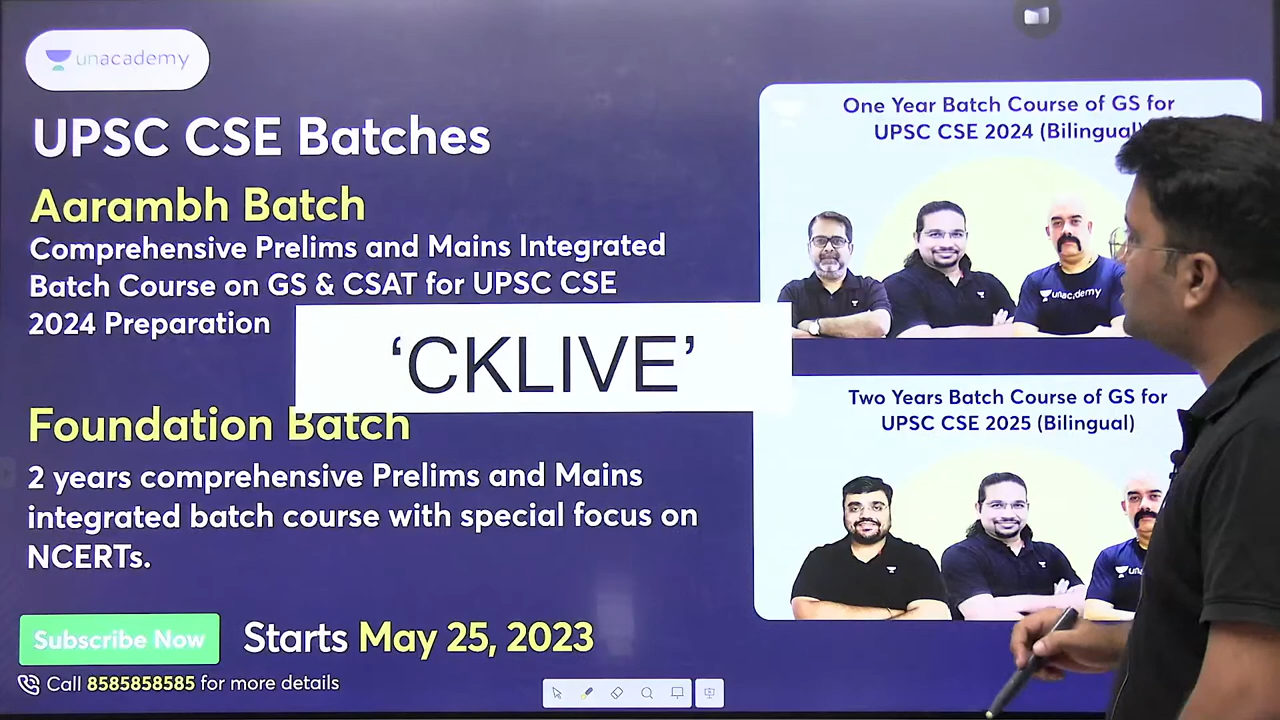 unacademy
UPSC CSE Batches
Aarambh Batch
Comprehensive Prelims and Mains Integrated
Batch Course on GS & CSAT for UPSC CSE
2024 Preparation
‘CKLIVE’
Foundation Batch
2 years comprehensive Prelims and Mains
integrated batch course with special focus on
NCERTs.
Subscribe Now
Starts May 25, 2023
Call 8585858585 for more details
One Year Batch Course of GS for
UPSC CSE 2024 (Bilingual)
unacademy
Two Years Batch Course of GS for
UPSC CSE 2025 (Bilingual)